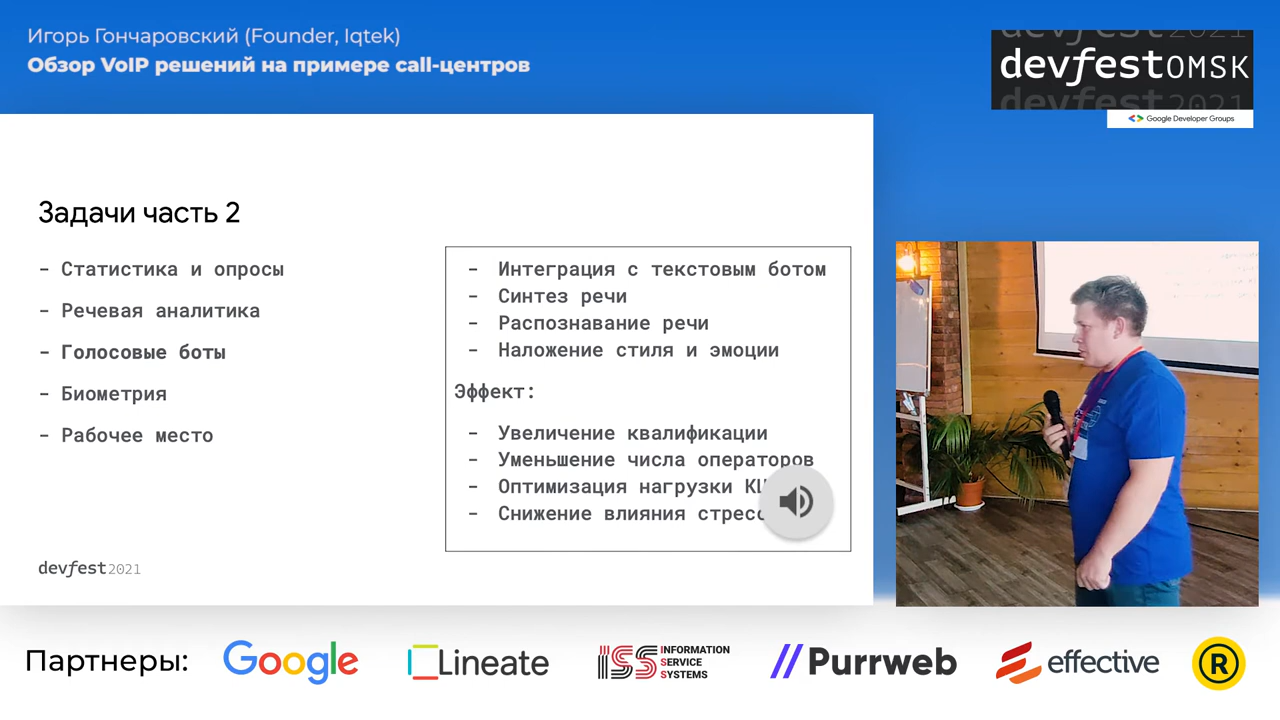 Игорь Гончаровский (Founder, Iqtek)
Обзор VoIP решений на примере call-центров
devfest2021
devfestOMSK
devfest2021
Google Developer Groups
Задачи часть 2
- Статистика и опросы
- Речевая аналитика
- Голосовые боты
- Биометрия
- Рабочее место
- Интеграция с текстовым ботом
- Синтез речи
- Распознавание речи
- Наложение стиля и эмоции
Эффект:
- Увеличение квалификации
- Уменьшение числа операторов
- Оптимизация нагрузки
- Снижение влияния
devfest2021
Партнеры:
Google
Lineate
ISS INFORMATION SERVICE SYSTEMS
Purrweb
effective
R